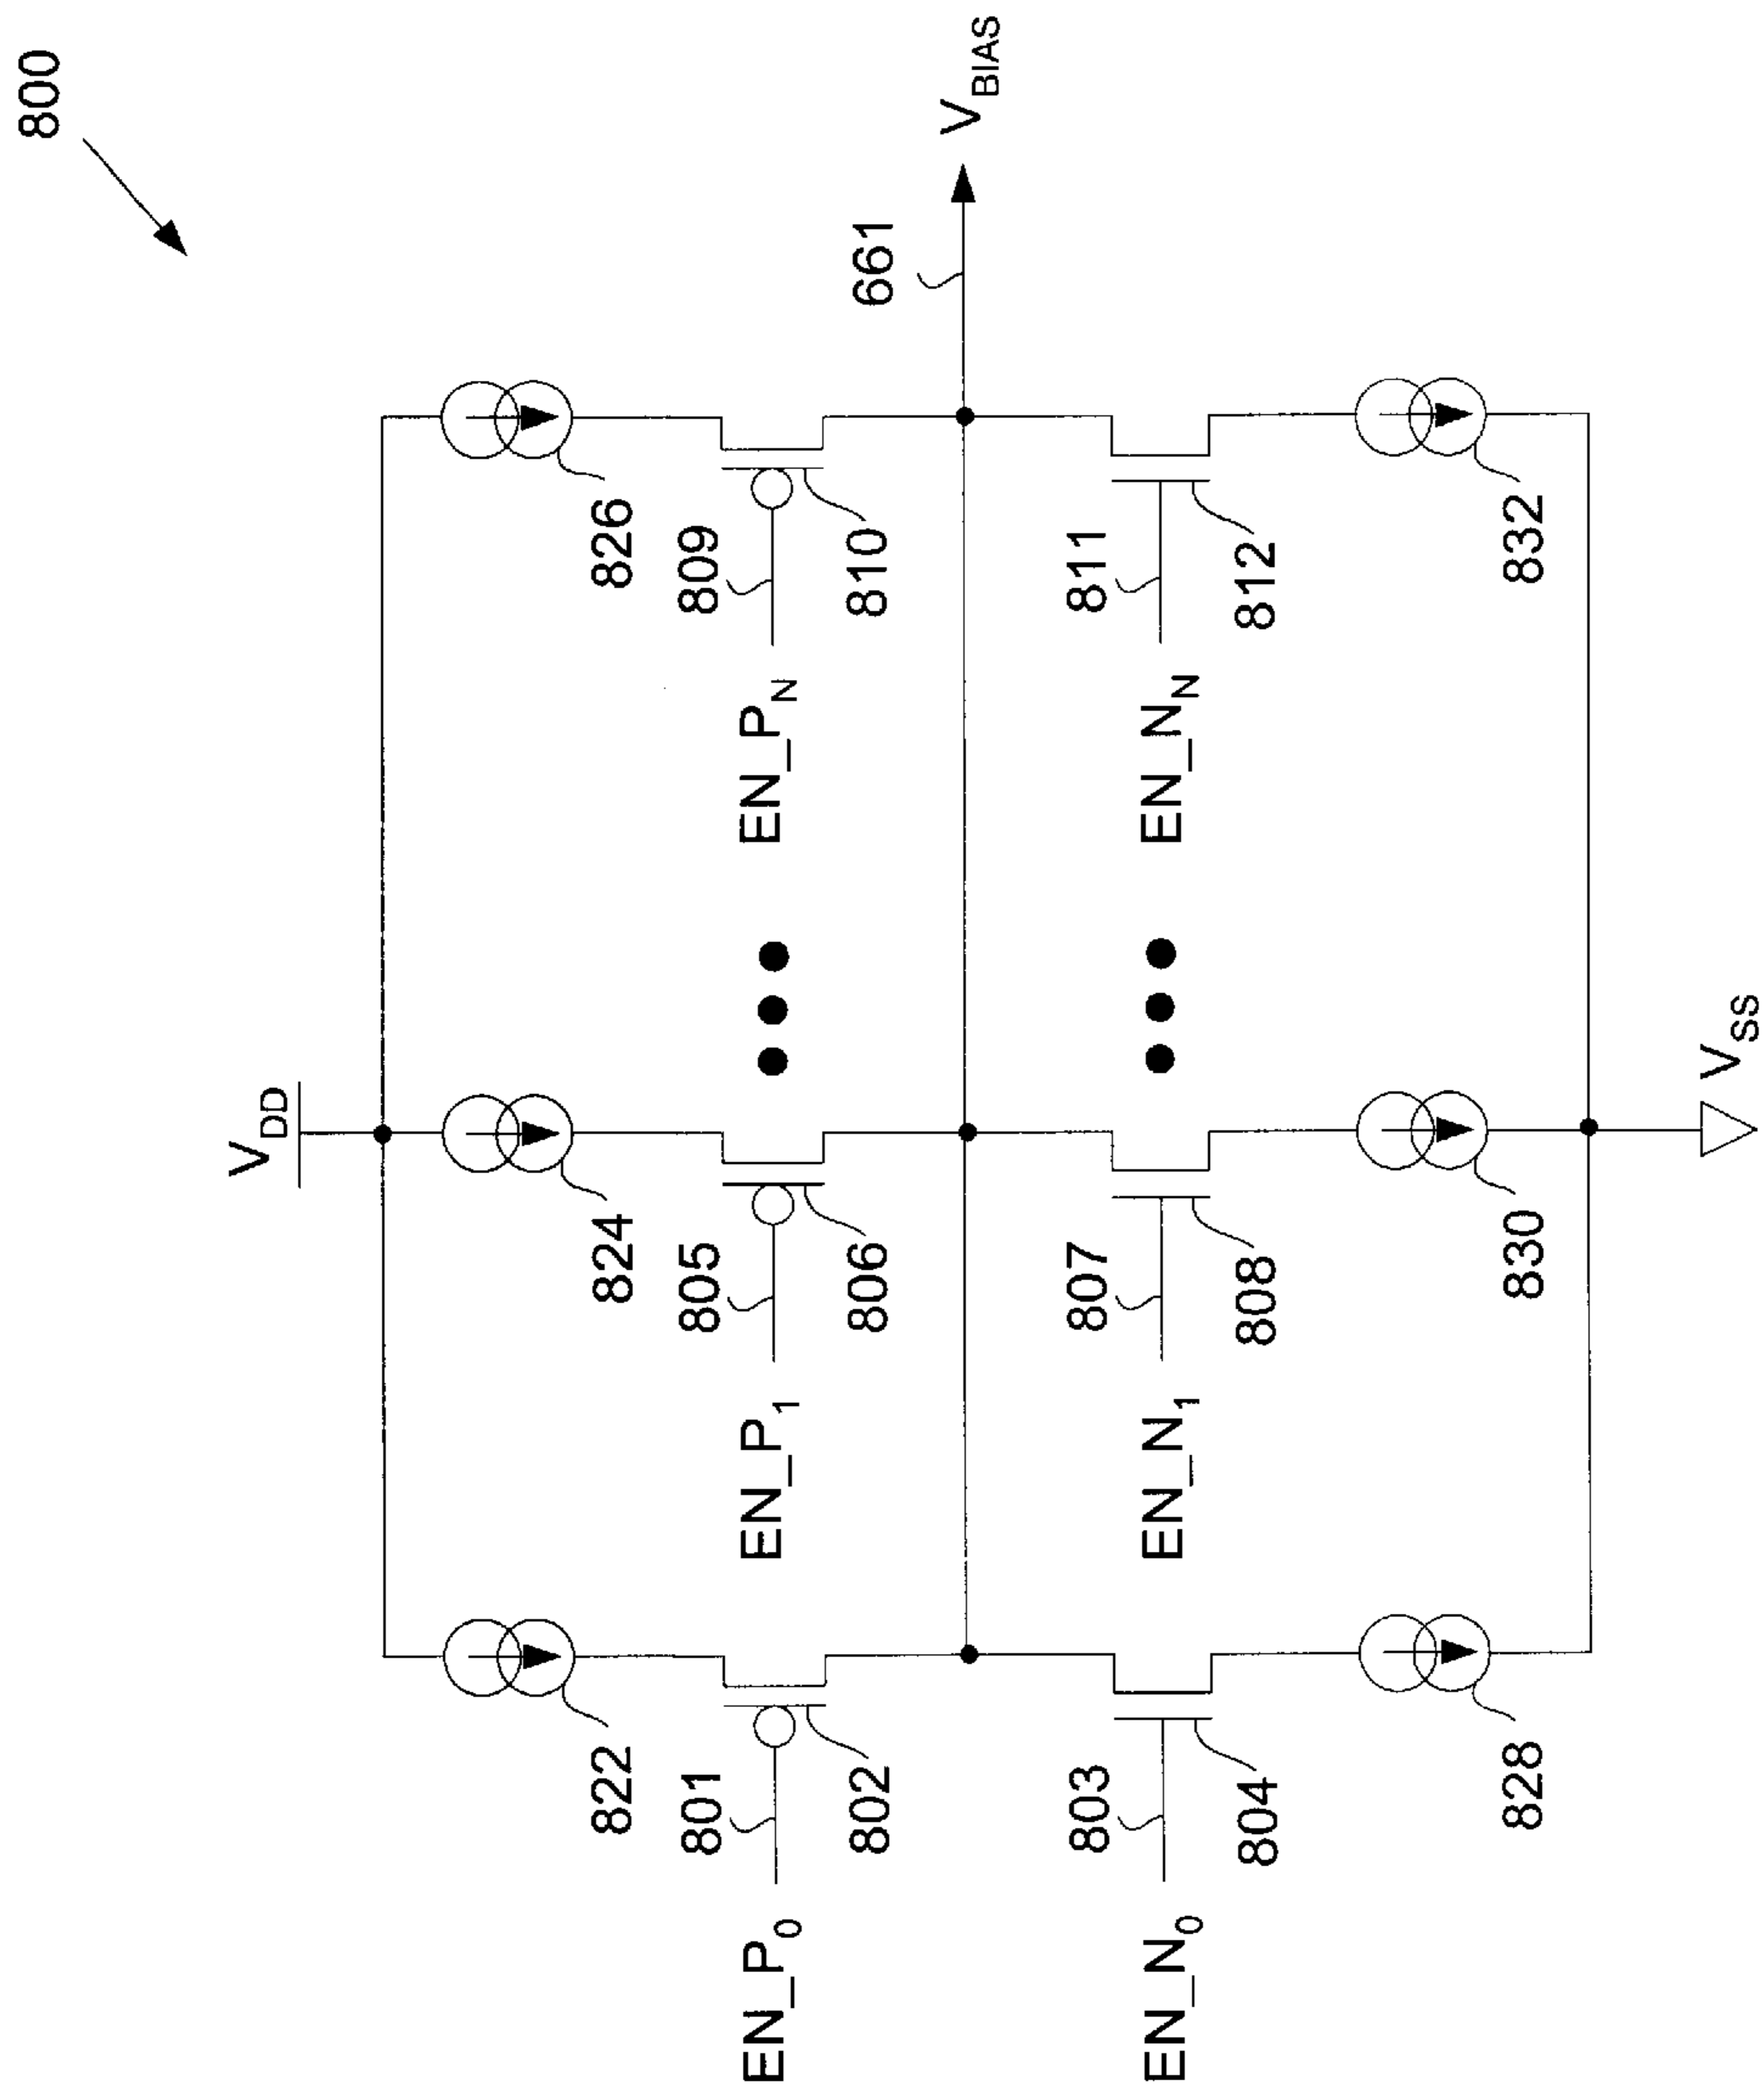 800
V_DD
822
824
826
801
805
809
EN_P_0
EN_P_1
EN_P_N
802
806
810
661
V_BIAS
803
807
811
EN_N_0
EN_N_1
EN_N_N
804
808
812
828
830
832
V_SS